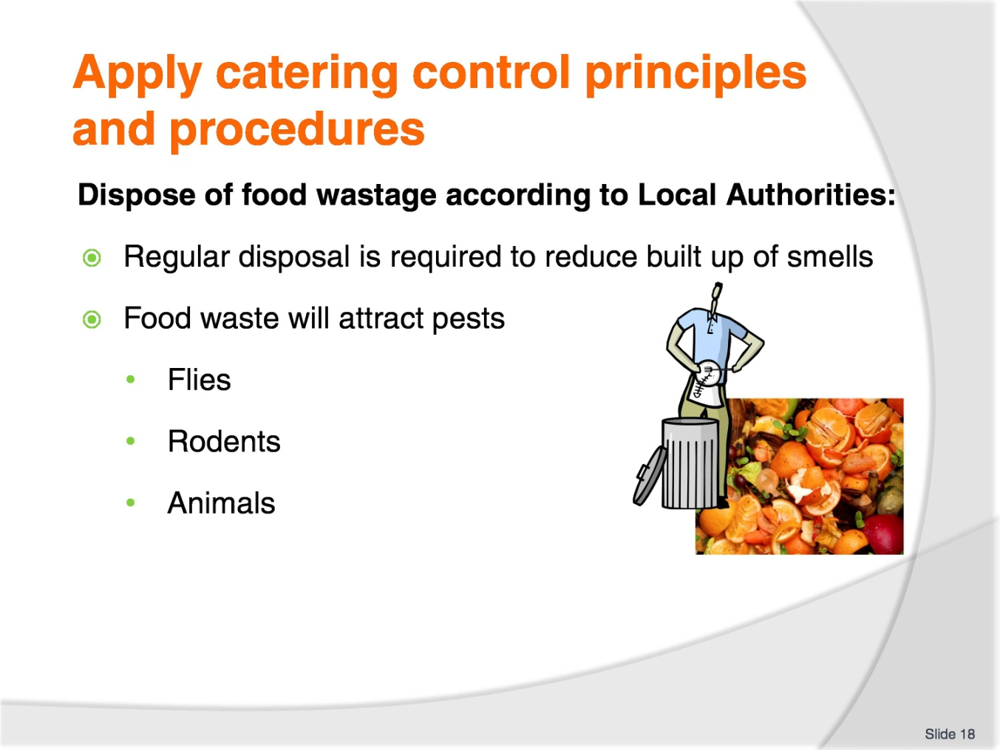 Apply catering control principles
and procedures
Dispose of food wastage according to Local Authorities:
Regular disposal is required to reduce built up of smells
Food waste will attract pests
• Flies
• Rodents
• Animals
Slide 18